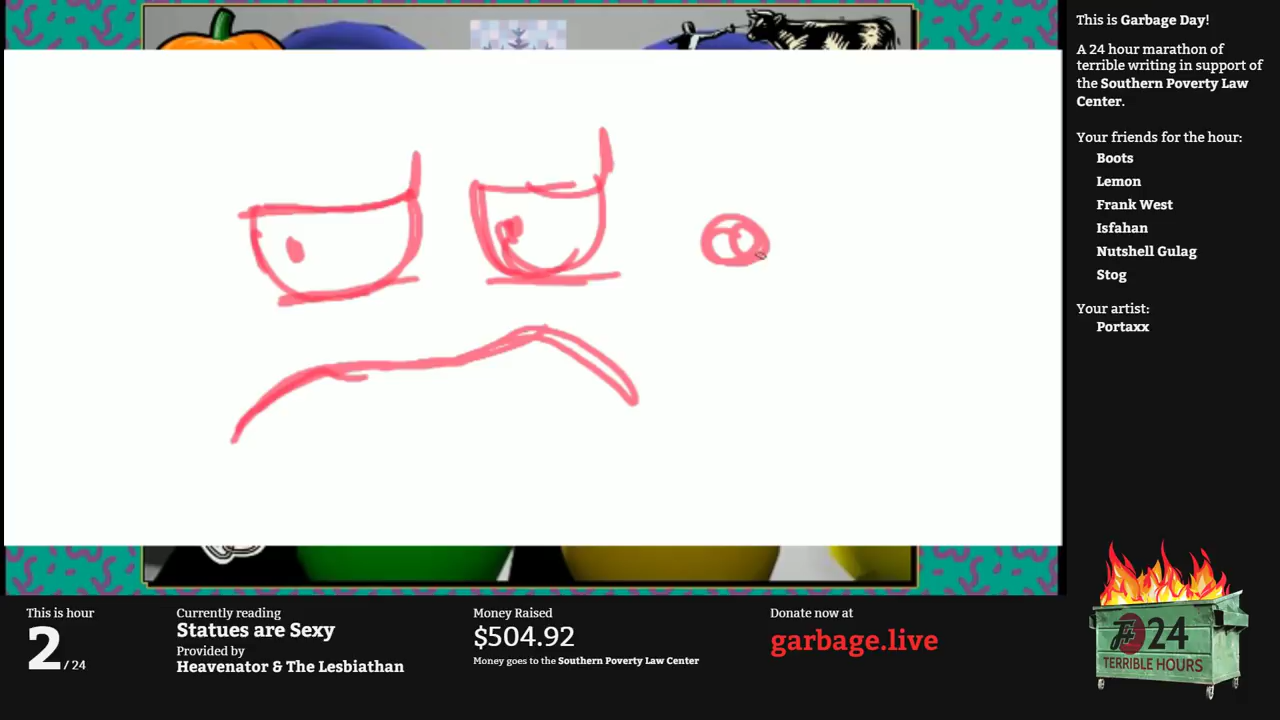 This is Garbage Day!
A 24 hour marathon of
terrible writing in support of
the Southern Poverty Law
Center.
Your friends for the hour:
Boots
Lemon
Frank West
Isfahan
Nutshell Gulag
Stog
Your artist:
Portaxx
This is hour
2 / 24
Currently reading
Statues are Sexy
Provided by
Heavenator & The Lesbiathan
Money Raised
$504.92
Money goes to the Southern Poverty Law Center
Donate now at
garbage.live
24
TERRIBLE HOURS